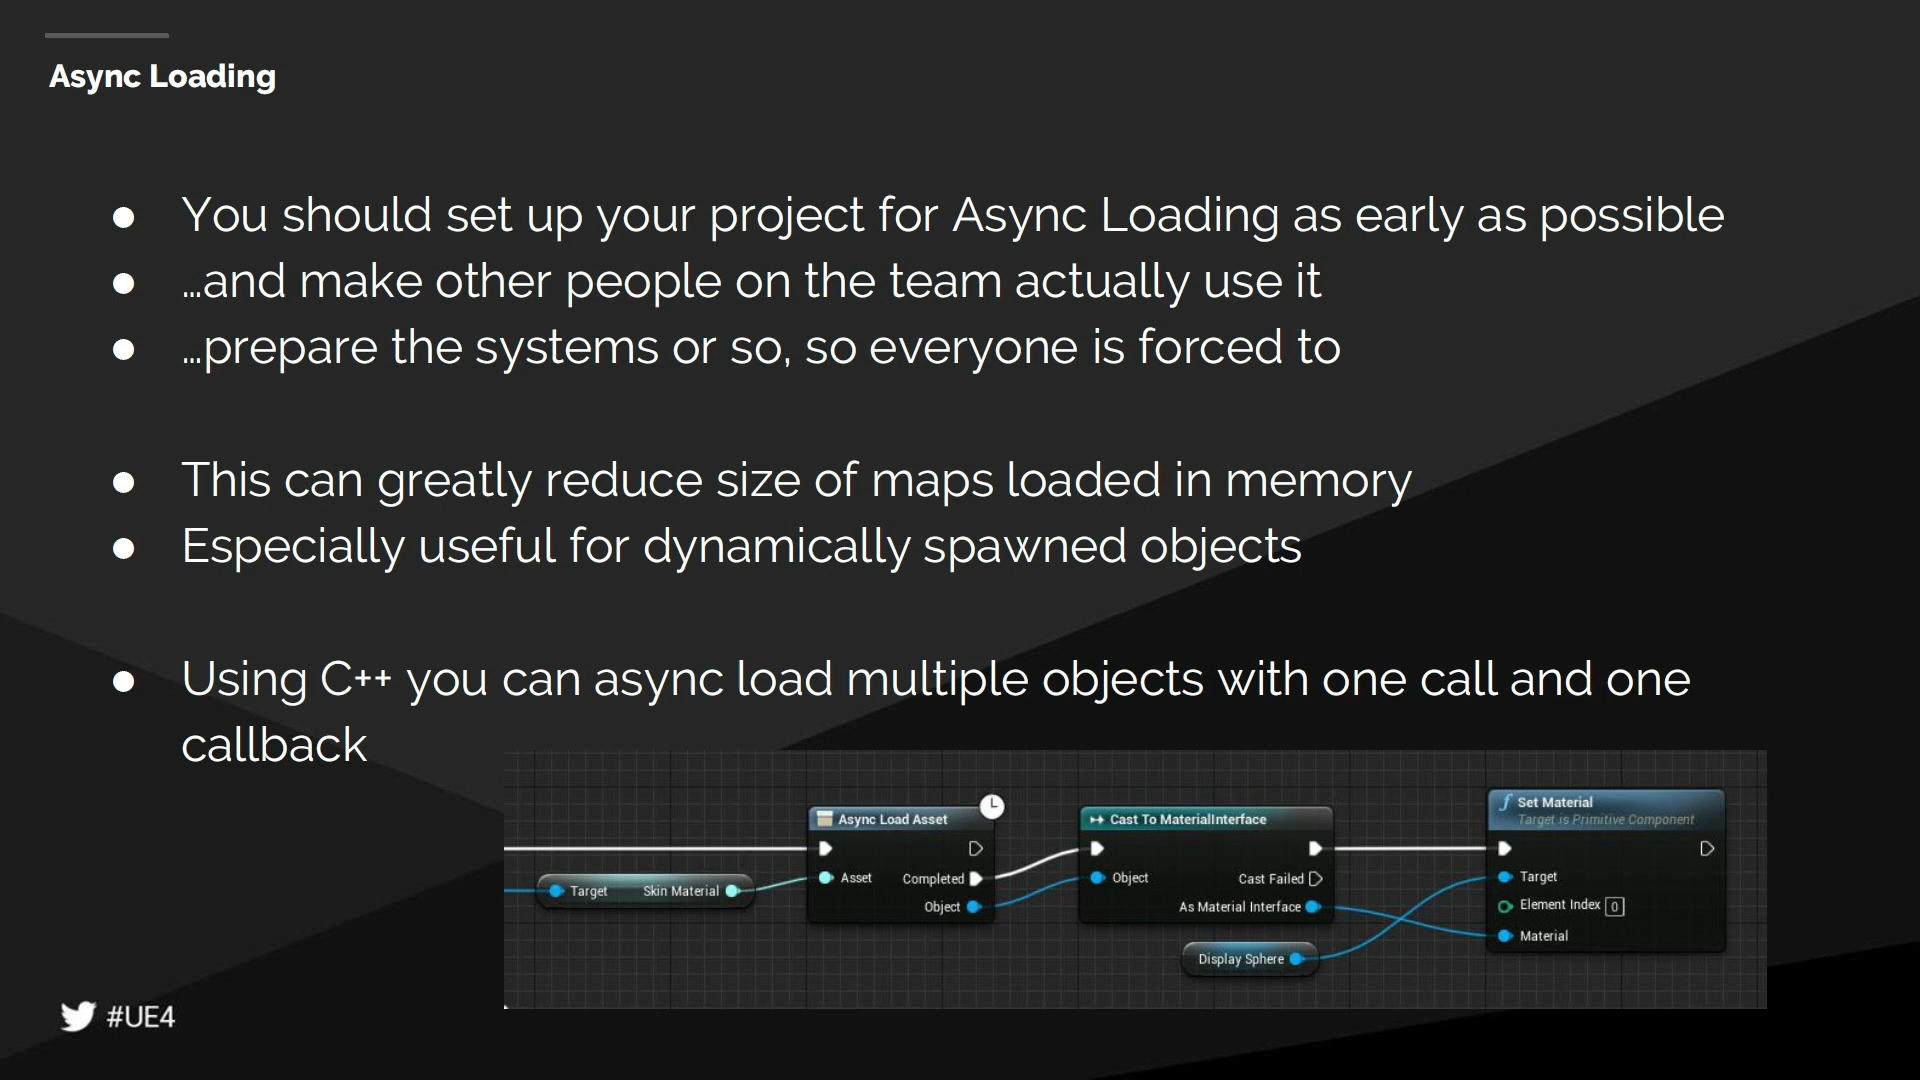 Async Loading
● You should set up your project for Async Loading as early as possible
● …and make other people on the team actually use it
● …prepare the systems or so, so everyone is forced to
● This can greatly reduce size of maps loaded in memory
● Especially useful for dynamically spawned objects
● Using C++ you can async load multiple objects with one call and one
callback
Target Skin Material
Async Load Asset
Asset Completed
Object
Cast To MaterialInterface
Object Cast Failed
As Material Interface
Display Sphere
f Set Material
Target is Primitive Component
Target
Element Index 0
Material
#UE4